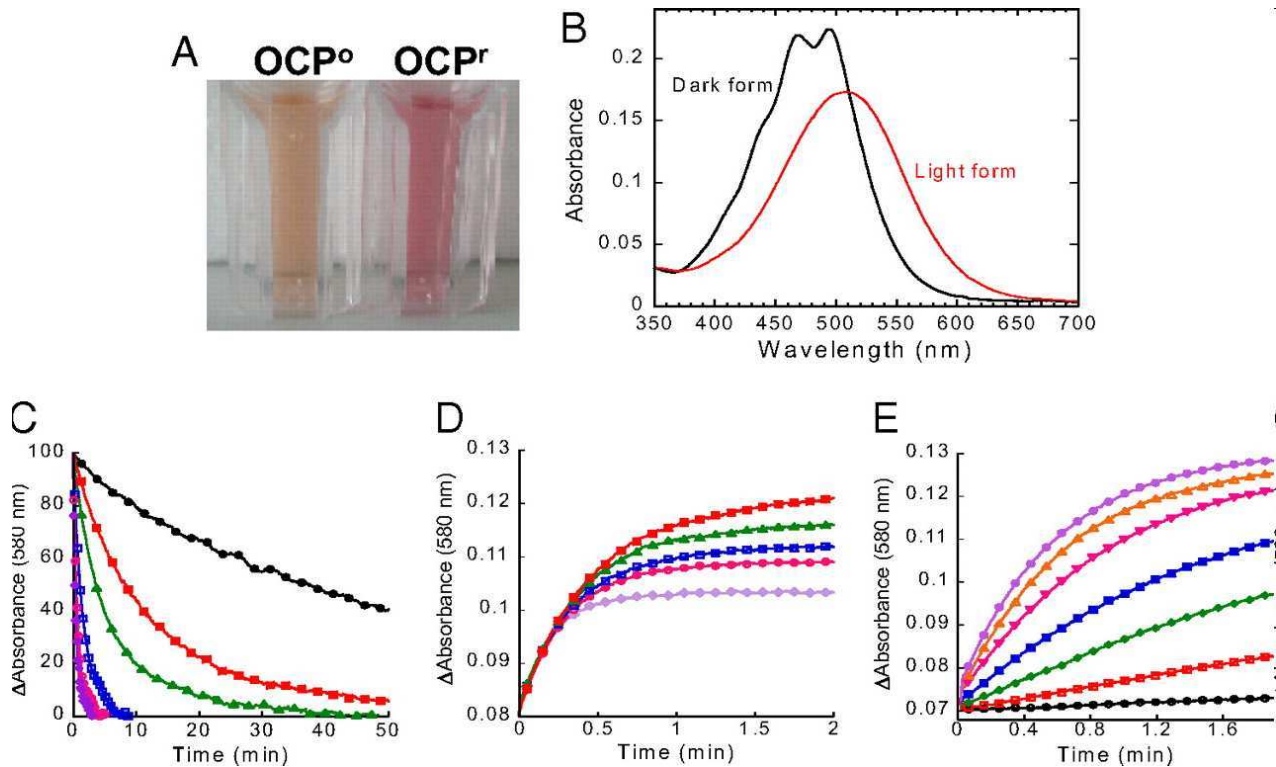 A
OCPº OCPʳ
B
Absorbance
0.2
0.15
0.1
0.05
0
Dark form
Light form
350 400 450 500 550 600 650 700
Wavelength (nm)
C
ΔAbsorbance (580 nm)
100
80
60
40
20
0
0 10 20 30 40 50
Time (min)
D
ΔAbsorbance (580 nm)
0.13
0.12
0.11
0.1
0.09
0.08
0 0.5 1 1.5 2
Time (min)
E
ΔAbsorbance (580 nm)
0.13
0.12
0.11
0.1
0.09
0.08
0.07
0 0.4 0.8 1.2 1.6
Time (min)